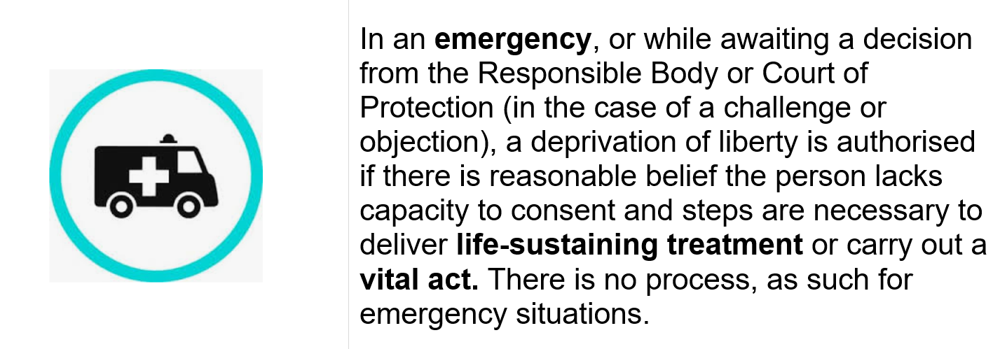 In an emergency, or while awaiting a decision
from the Responsible Body or Court of
Protection (in the case of a challenge or
objection), a deprivation of liberty is authorised
if there is reasonable belief the person lacks
capacity to consent and steps are necessary to
deliver life-sustaining treatment or carry out a
vital act. There is no process, as such for
emergency situations.